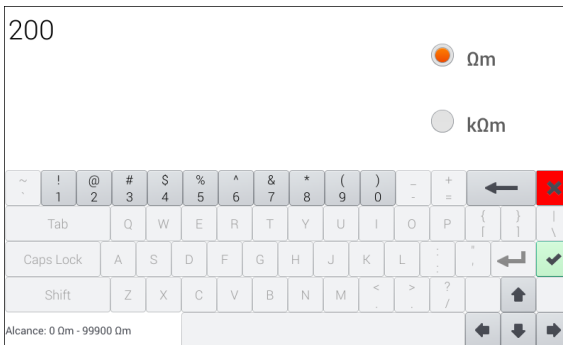 200
Ωm
kΩm
~ ! @ # $ % ^ & * ( ) _ +
` 1 2 3 4 5 6 7 8 9 0 - =
Tab Q W E R T Y U I O P { } |
[ ] \
Caps Lock A S D F G H J K L : "
; '
Shift Z X C V B N M < > ?
, . /
Alcance: 0 Ωm - 99900 Ωm